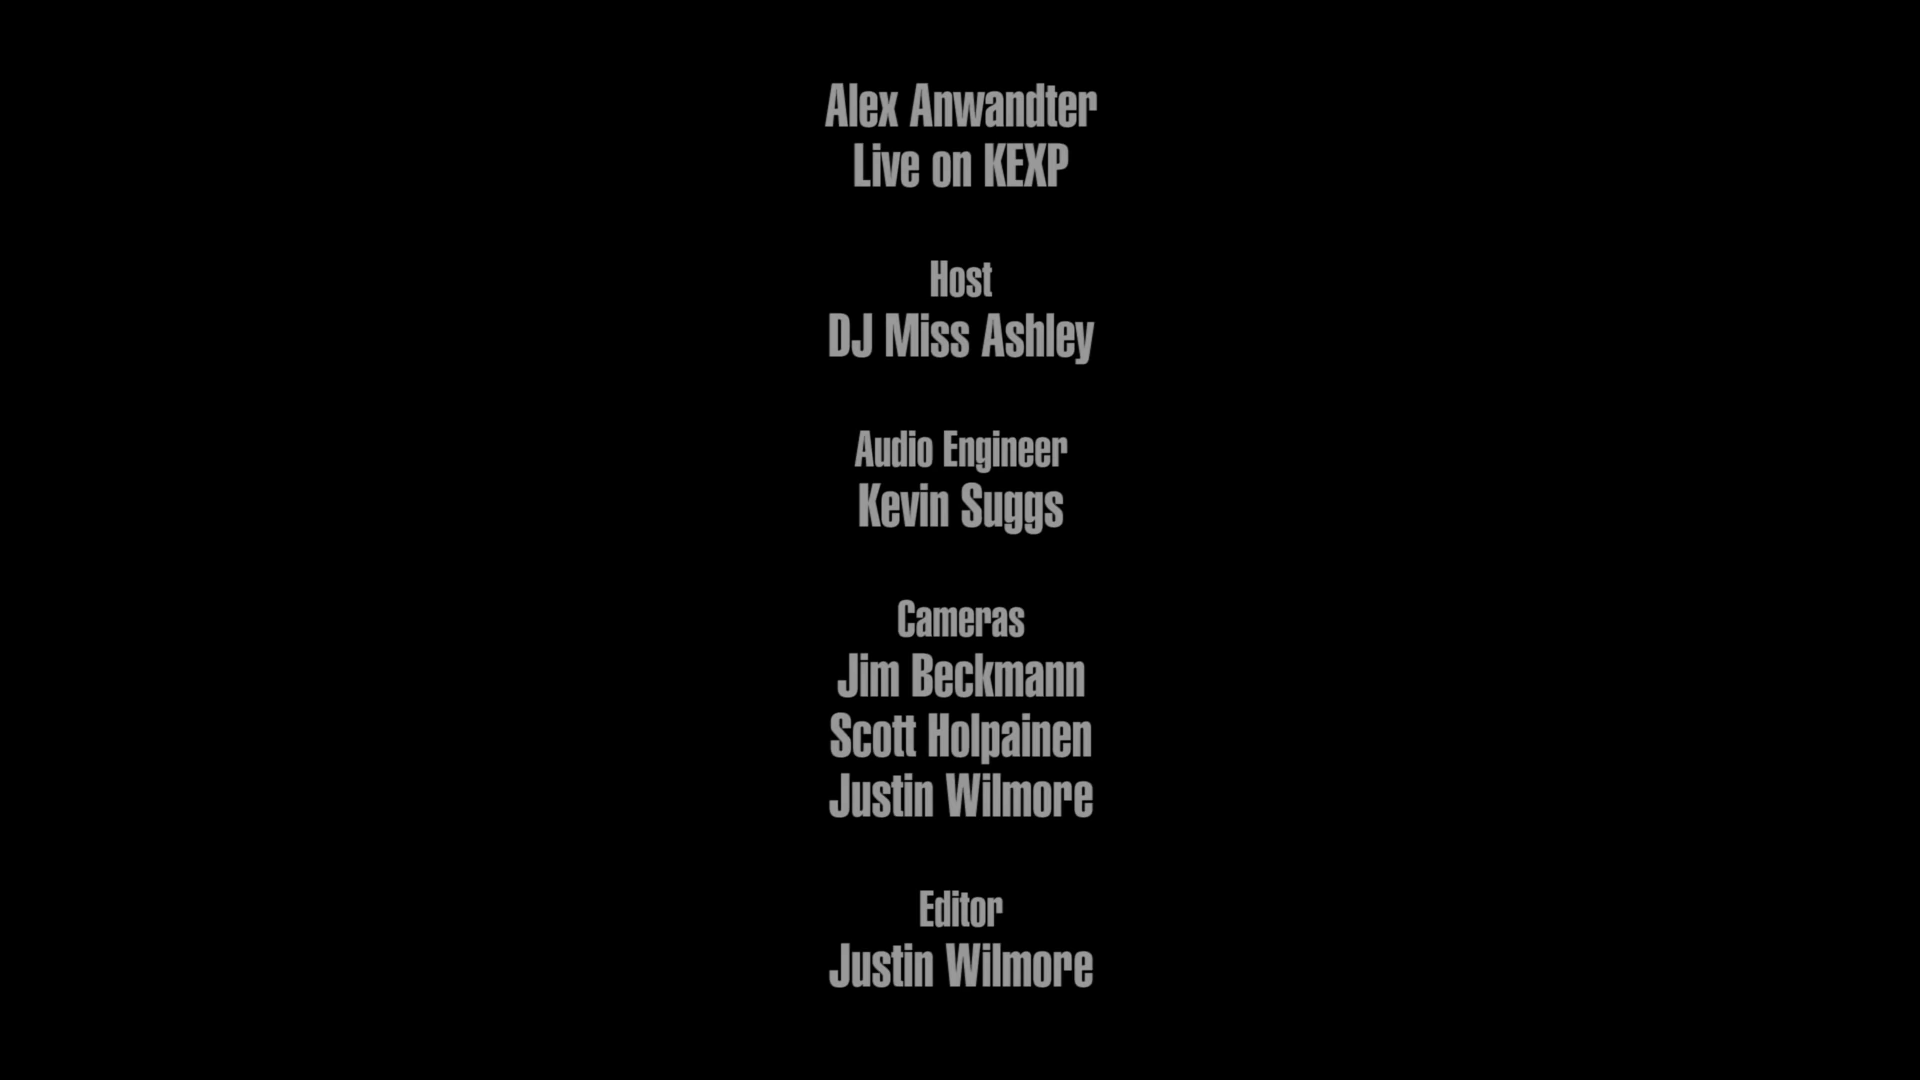 Alex Anwandter
Live on KEXP
Host
DJ Miss Ashley
Audio Engineer
Kevin Suggs
Cameras
Jim Beckmann
Scott Holpainen
Justin Wilmore
Editor
Justin Wilmore